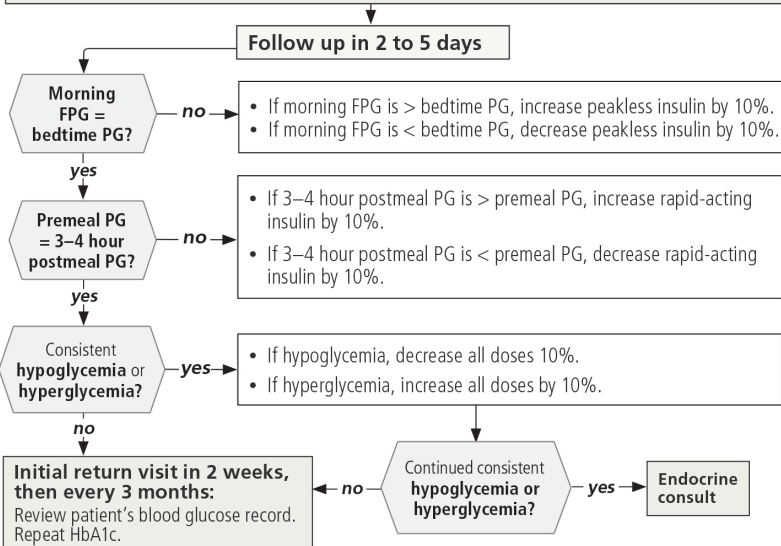 Follow up in 2 to 5 days
Morning
FPG =
bedtime PG?
no
• If morning FPG is > bedtime PG, increase peakless insulin by 10%.
• If morning FPG is < bedtime PG, decrease peakless insulin by 10%.
yes
Premeal PG
= 3–4 hour
postmeal PG?
no
• If 3–4 hour postmeal PG is > premeal PG, increase rapid-acting
insulin by 10%.
• If 3–4 hour postmeal PG is < premeal PG, decrease rapid-acting
insulin by 10%.
yes
Consistent
hypoglycemia or
hyperglycemia?
yes
• If hypoglycemia, decrease all doses 10%.
• If hyperglycemia, increase all doses by 10%.
no
Initial return visit in 2 weeks,
then every 3 months:
Review patient's blood glucose record.
Repeat HbA1c.
no
Continued consistent
hypoglycemia or
hyperglycemia?
yes
Endocrine
consult